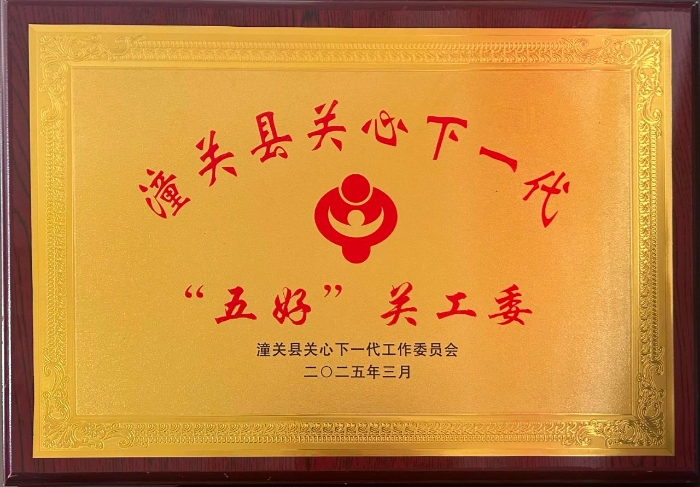 潼关县关心下一代
“五好”关工委
潼关县关心下一代工作委员会
二〇二五年三月